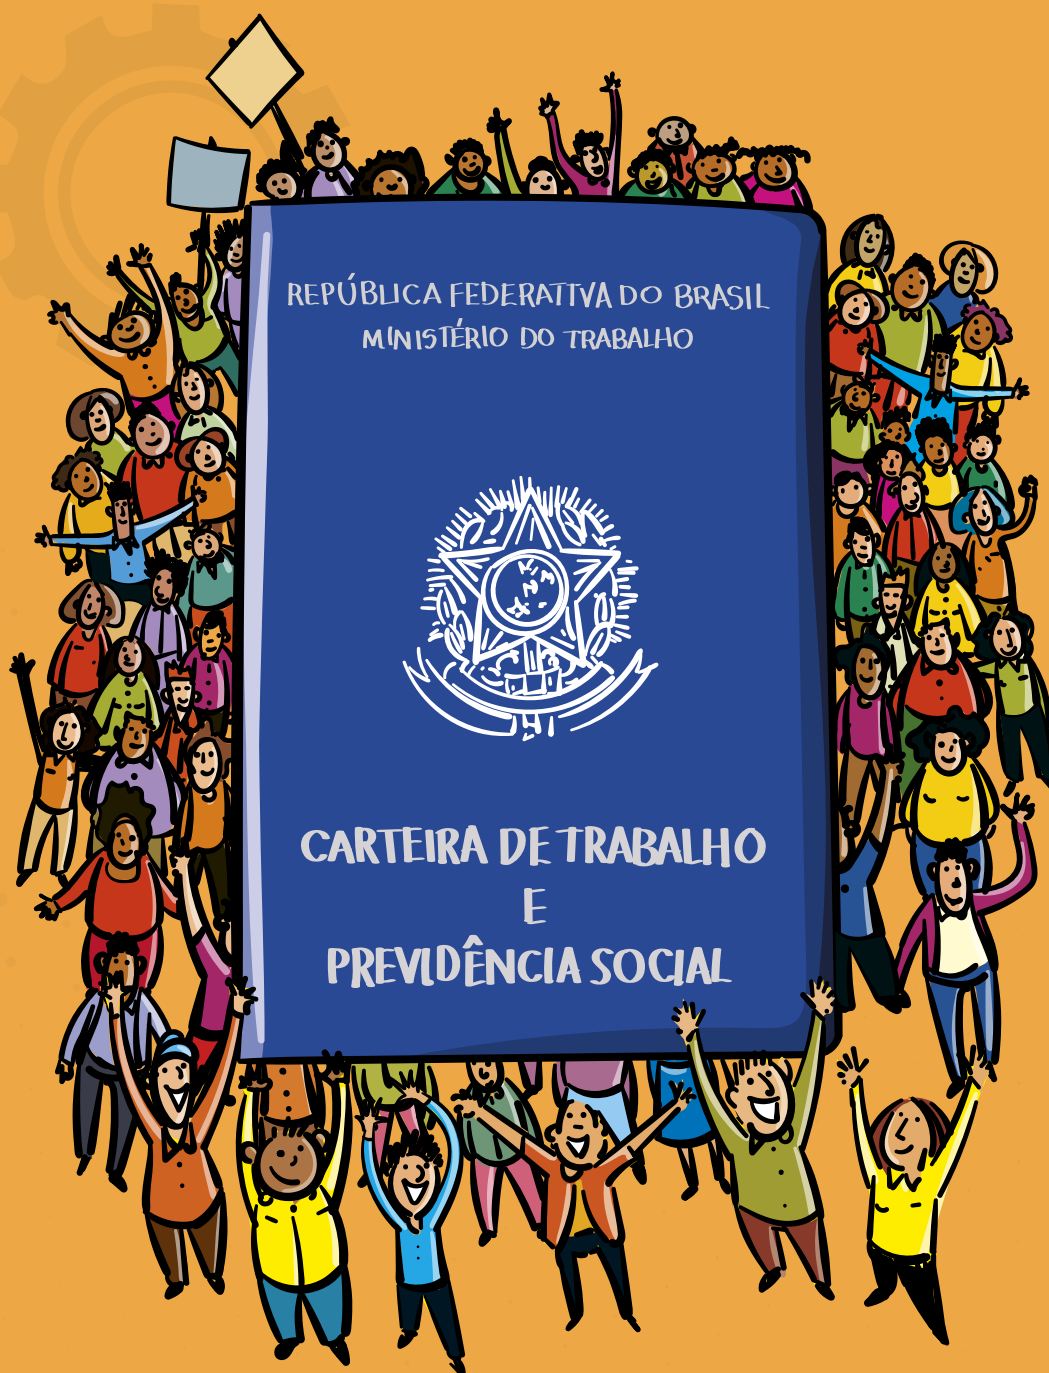 REPÚBLICA FEDERATIVA DO BRASIL
MINISTÉRIO DO TRABALHO
CARTEIRA DE TRABALHO
E
PREVIDÊNCIA SOCIAL